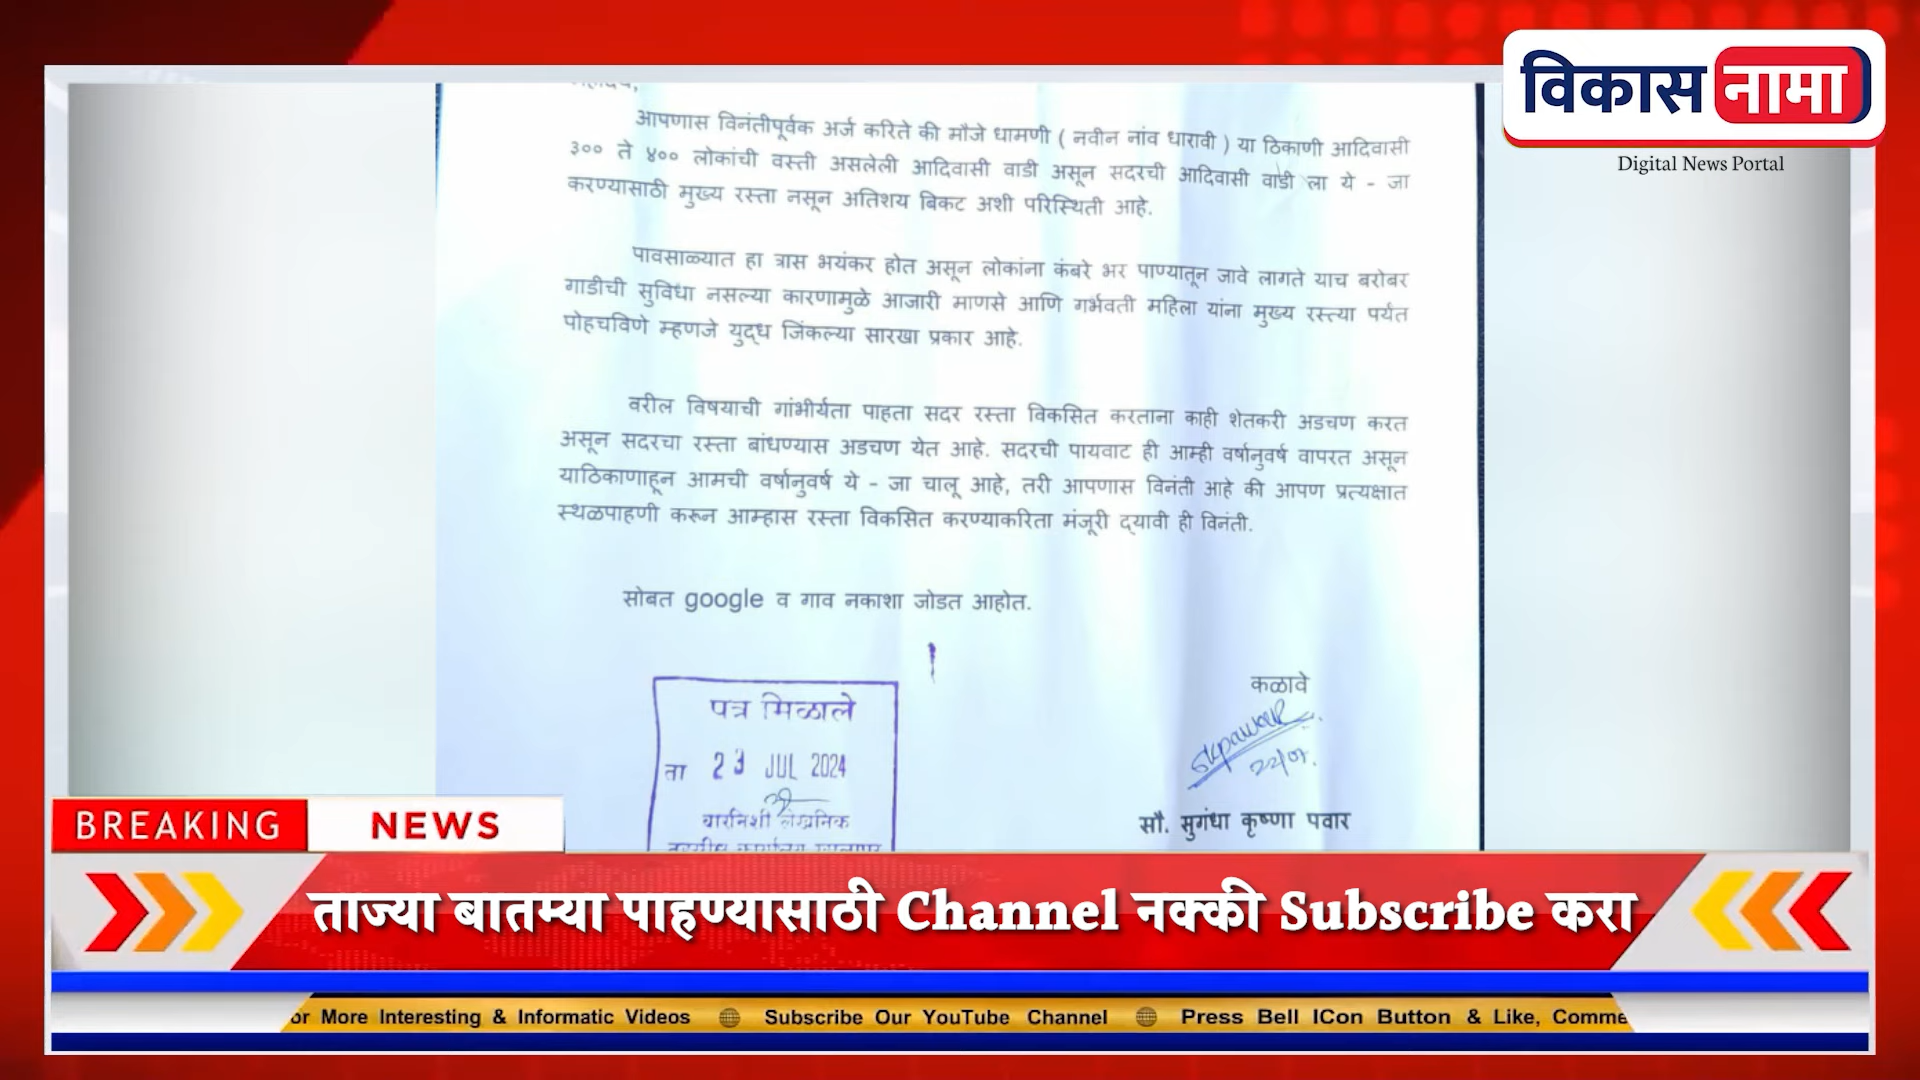 विकास नामा
Digital News Portal
आपणास विनंतीपूर्वक अर्ज करिते की मौजे धामणी ( नवीन नांव धारावी ) या ठिकाणी आदिवासी
३०० ते ४०० लोकांची वस्ती असलेली आदिवासी वाडी असून सदरची आदिवासी वाडी ला ये - जा
करण्यासाठी मुख्य रस्ता नसून अतिशय बिकट अशी परिस्थिती आहे.
पावसाळ्यात हा त्रास भयंकर होत असून लोकांना कंबरे भर पाण्यातून जावे लागते याच बरोबर
गाडीची सुविधा नसल्या कारणामुळे आजारी माणसे आणि गर्भवती महिला यांना मुख्य रस्त्या पर्यंत
पोहचविणे म्हणजे युद्ध जिंकल्या सारखा प्रकार आहे.
वरील विषयाची गांभीर्यता पाहता सदर रस्ता विकसित करताना काही शेतकरी अडचण करत
असून सदरचा रस्ता बांधण्यास अडचण येत आहे. सदरची पायवाट ही आम्ही वर्षानुवर्ष वापरत असून
याठिकाणाहून आमची वर्षानुवर्ष ये - जा चालू आहे, तरी आपणास विनंती आहे की आपण प्रत्यक्षात
स्थळपाहणी करून आम्हास रस्ता विकसित करण्याकरिता मंजूरी द्यावी ही विनंती.
सोबत google व गाव नकाशा जोडत आहोत.
कळावे
पत्र मिळाले
ता 23 JUL 2024
बारनिशी लेखनिक
सौ. सुगंधा कृष्णा पवार
BREAKING NEWS
ताज्या बातम्या पाहण्यासाठी Channel नक्की Subscribe करा
or More Interesting & Informatic Videos Subscribe Our YouTube Channel Press Bell ICon Button & Like, Comme